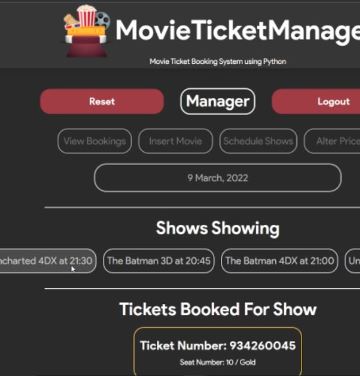 MovieTicketManage
Movie Ticket Booking System using Python
Reset Manager Logout
View Bookings Insert Movie Schedule Shows Alter Price
9 March, 2022
Shows Showing
ncharted 4DX at 21:30 The Batman 3D at 20:45 The Batman 4DX at 21:00 Un
Tickets Booked For Show
Ticket Number: 934260045
Seat Number: 10 / Gold